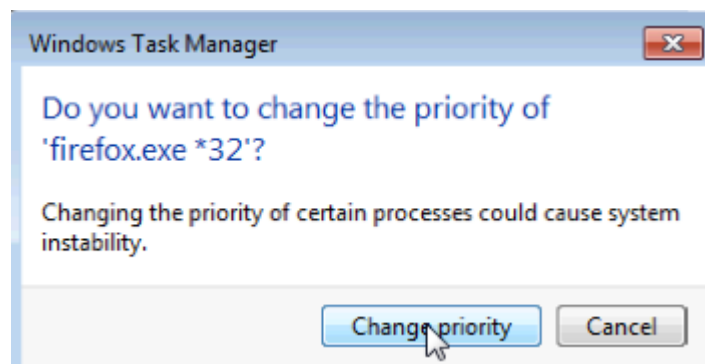 Windows Task Manager
Do you want to change the priority of
'firefox.exe *32'?
Changing the priority of certain processes could cause system
instability.
Change priority
Cancel